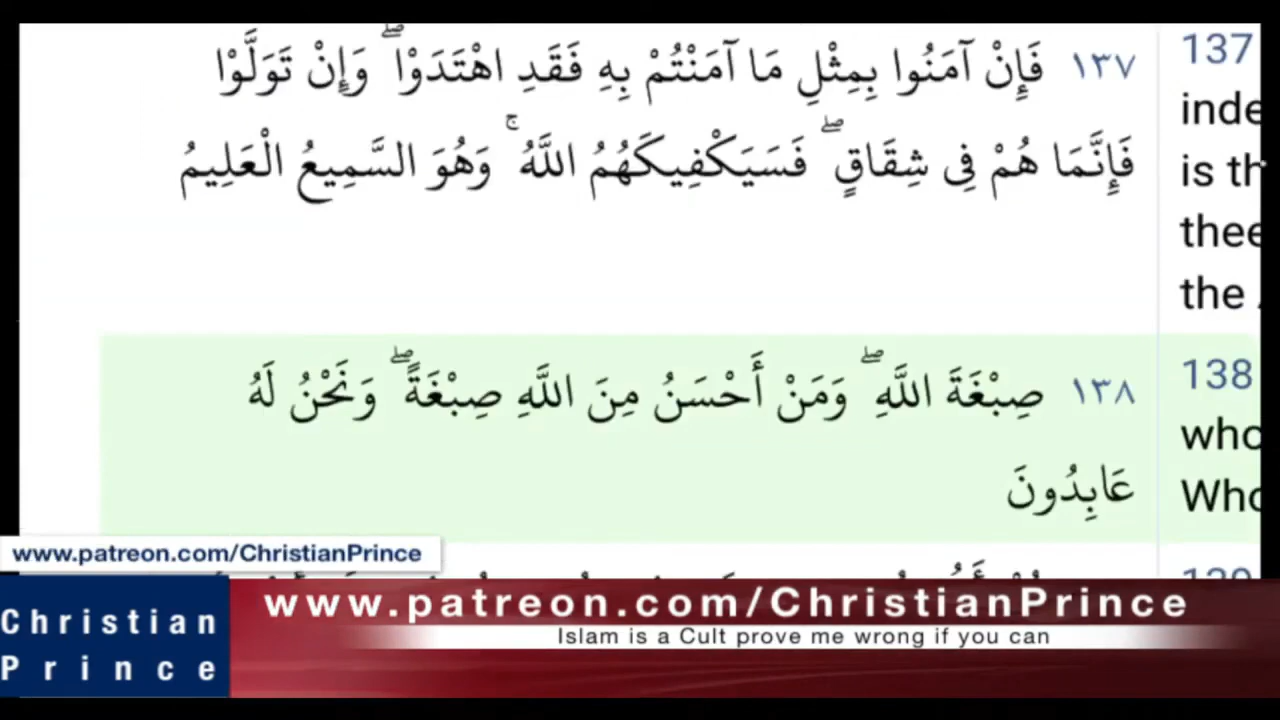 ١٣٧ فَإِنْ آمَنُوا بِمِثْلِ مَا آمَنْتُمْ بِهِ فَقَدِ اهْتَدَوْا ۖ وَإِنْ تَوَلَّوْا
فَإِنَّمَا هُمْ فِي شِقَاقٍ ۖ فَسَيَكْفِيكَهُمُ اللَّهُ ۚ وَهُوَ السَّمِيعُ الْعَلِيمُ
137
inde
is th
thee
the
١٣٨ صِبْغَةَ اللَّهِ ۖ وَمَنْ أَحْسَنُ مِنَ اللَّهِ صِبْغَةً ۖ وَنَحْنُ لَهُ
عَابِدُونَ
138
who
Who
www.patreon.com/ChristianPrince
Christian
Prince
www.patreon.com/ChristianPrince
Islam is a Cult prove me wrong if you can